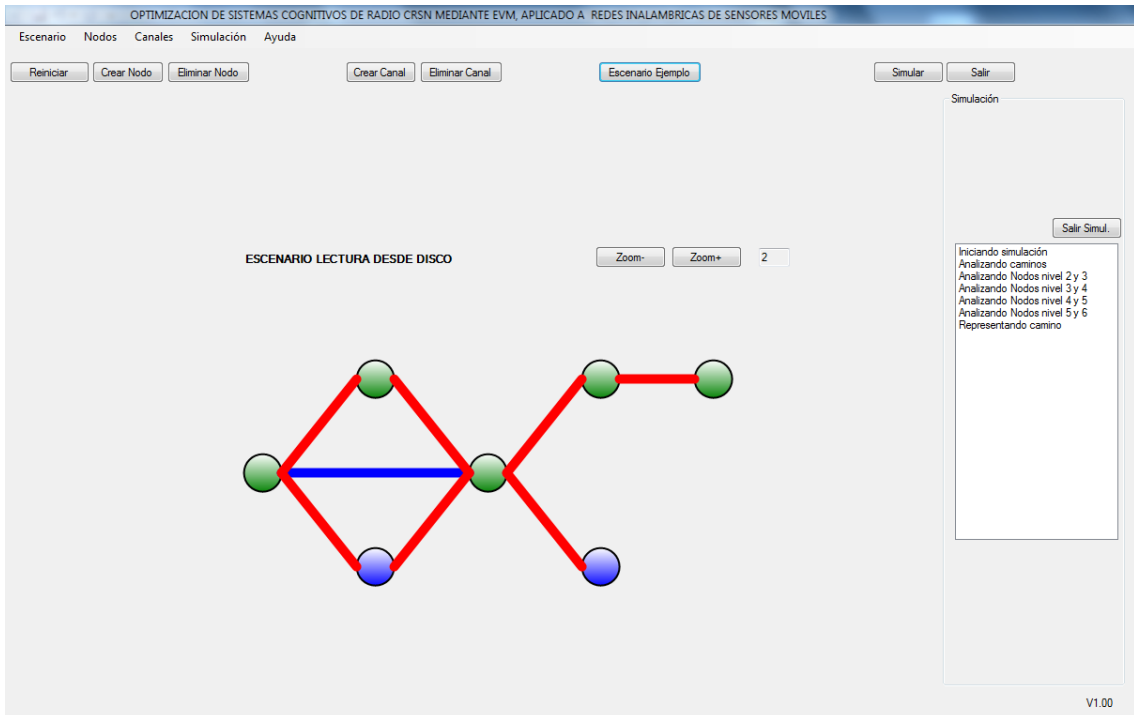 OPTIMIZACION DE SISTEMAS COGNITIVOS DE RADIO CRSN MEDIANTE EVM, APLICADO A REDES INALAMBRICAS DE SENSORES MOVILES
Escenario Nodos Canales Simulación Ayuda
Reiniciar Crear Nodo Eliminar Nodo Crear Canal Eliminar Canal Escenario Ejemplo Simular Salir
Simulación
Salir Simul.
ESCENARIO LECTURA DESDE DISCO Zoom- Zoom+ 2
Iniciando simulación
Analizando caminos
Analizando Nodos nivel 2 y 3
Analizando Nodos nivel 3 y 4
Analizando Nodos nivel 4 y 5
Analizando Nodos nivel 5 y 6
Representando camino
V1.00